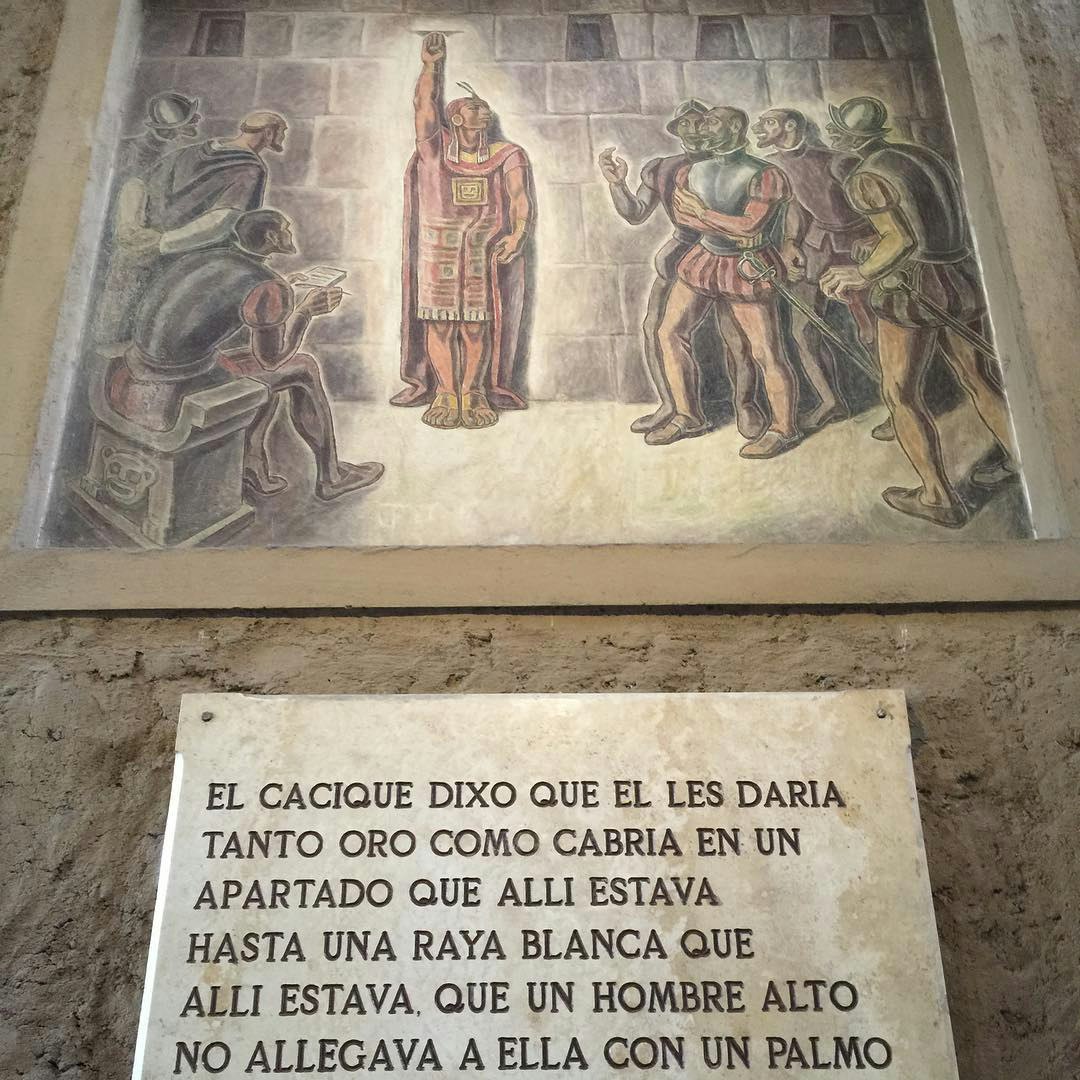 EL CACIQUE DIXO QUE EL LES DARIA
TANTO ORO COMO CABRIA EN UN
APARTADO QUE ALLI ESTAVA
HASTA UNA RAYA BLANCA QUE
ALLI ESTAVA, QUE UN HOMBRE ALTO
NO ALLEGAVA A ELLA CON UN PALMO